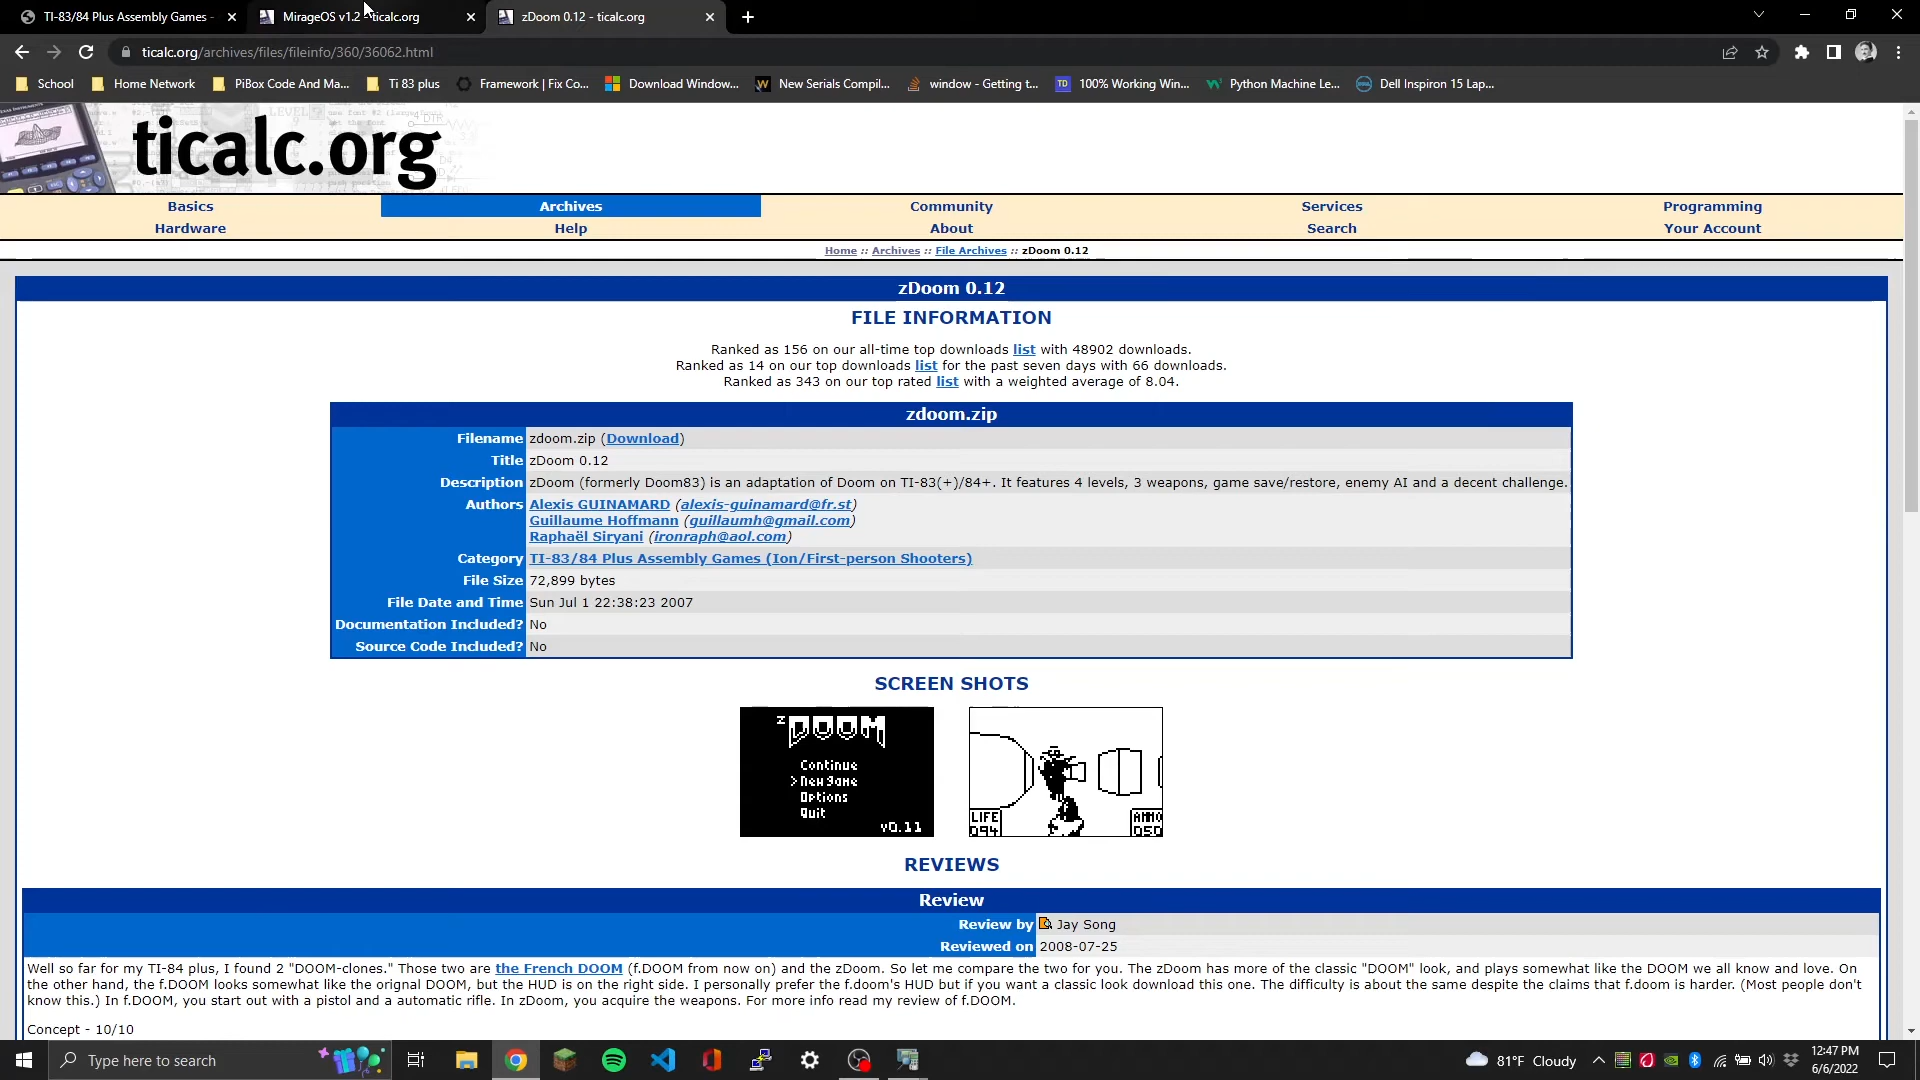 TI-83/84 Plus Assembly Games -
MirageOS v1.2 - ticalc.org
zDoom 0.12 - ticalc.org
ticalc.org/archives/files/fileinfo/360/36062.html
School
Home Network
PiBox Code And Ma...
Ti 83 plus
Framework | Fix Co...
Download Window...
New Serials Compil...
window - Getting t...
TD
100% Working Win...
Python Machine Le...
Dell Inspiron 15 Lap...
ticalc.org
Basics
Archives
Community
Services
Programming
Hardware
Help
About
Search
Your Account
Home :: Archives :: File Archives :: zDoom 0.12
zDoom 0.12
FILE INFORMATION
Ranked as 156 on our all-time top downloads list with 48902 downloads.
Ranked as 14 on our top downloads list for the past seven days with 66 downloads.
Ranked as 343 on our top rated list with a weighted average of 8.04.
zdoom.zip
Filename zdoom.zip (Download)
Title zDoom 0.12
Description zDoom (formerly Doom83) is an adaptation of Doom on TI-83(+)/84+. It features 4 levels, 3 weapons, game save/restore, enemy AI and a decent challenge.
Authors Alexis GUINAMARD (alexis-guinamard@fr.st)
Guillaume Hoffmann (guillaumh@gmail.com)
Raphaël Siryani (ironraph@aol.com)
Category TI-83/84 Plus Assembly Games (Ion/First-person Shooters)
File Size 72,899 bytes
File Date and Time Sun Jul 1 22:38:23 2007
Documentation Included? No
Source Code Included? No
SCREEN SHOTS
zDOOM
Continue
>New game
Options
Quit
v0.11
LIFE
094
AMMO
050
REVIEWS
Review
Review by Jay Song
Reviewed on 2008-07-25
Well so far for my TI-84 plus, I found 2 "DOOM-clones." Those two are the French DOOM (f.DOOM from now on) and the zDoom. So let me compare the two for you. The zDoom has more of the classic "DOOM" look, and plays somewhat like the DOOM we all know and love. On
the other hand, the f.DOOM looks somewhat like the orignal DOOM, but the HUD is on the right side. I personally prefer the f.doom's HUD but if you want a classic look download this one. The difficulty is about the same despite the claims that f.doom is harder. (Most people don't
know this.) In f.DOOM, you start out with a pistol and a automatic rifle. In zDoom, you acquire the weapons. For more info read my review of f.DOOM.
Concept - 10/10
Type here to search
81°F Cloudy
12:47 PM
6/6/2022